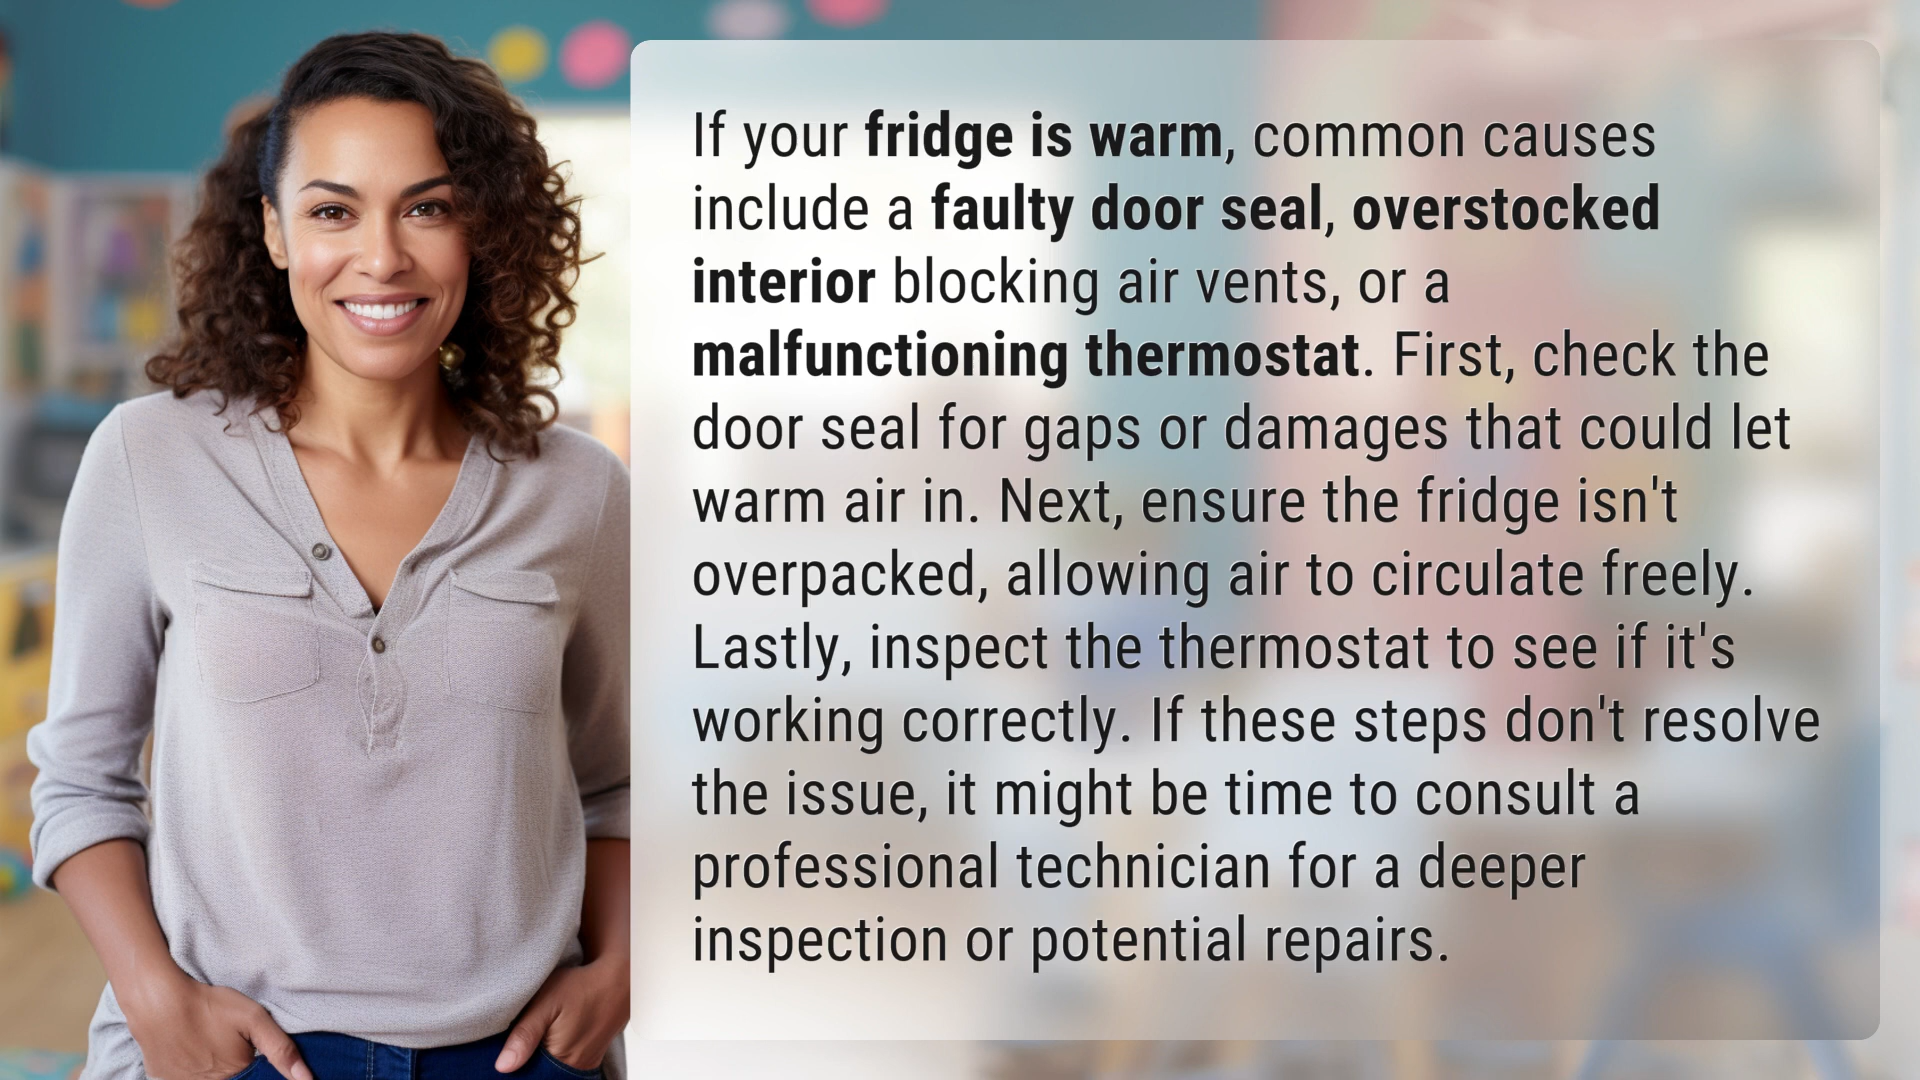 If your fridge is warm, common causes
include a faulty door seal, overstocked
interior blocking air vents, or a
malfunctioning thermostat. First, check the
door seal for gaps or damages that could let
warm air in. Next, ensure the fridge isn't
overpacked, allowing air to circulate freely.
Lastly, inspect the thermostat to see if it's
working correctly. If these steps don't resolve
the issue, it might be time to consult a
professional technician for a deeper
inspection or potential repairs.